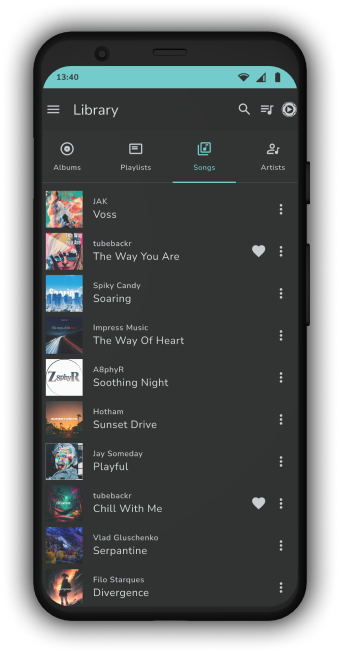 13:40
Library
Albums
Playlists
Songs
Artists
JAK
Voss
tubebackr
The Way You Are
Spiky Candy
Soaring
Impress Music
The Way Of Heart
A8phyR
Soothing Night
Hotham
Sunset Drive
Jay Someday
Playful
tubebackr
Chill With Me
Vlad Gluschenko
Serpantine
Filo Starques
Divergence